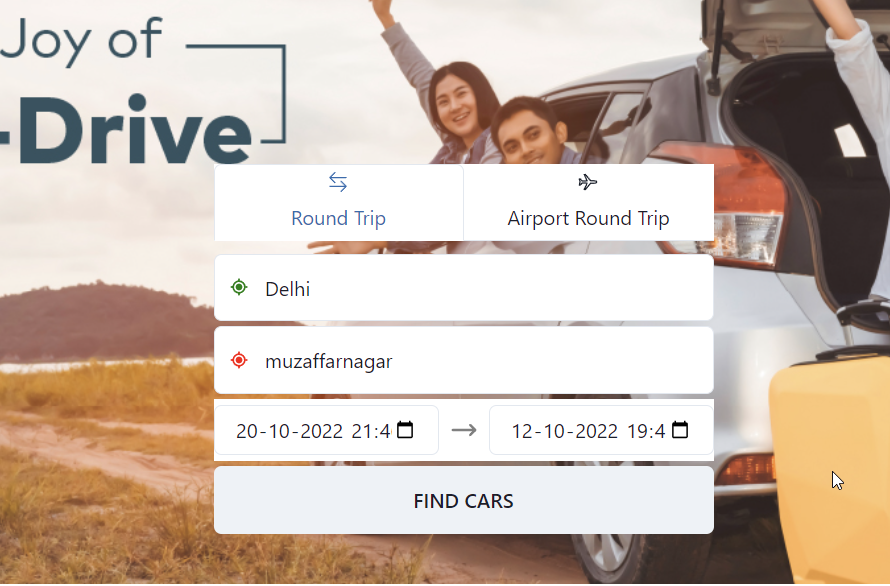 Joy of
-Drive
Round Trip
Airport Round Trip
Delhi
muzaffarnagar
20-10-2022 21:4
12-10-2022 19:4
FIND CARS